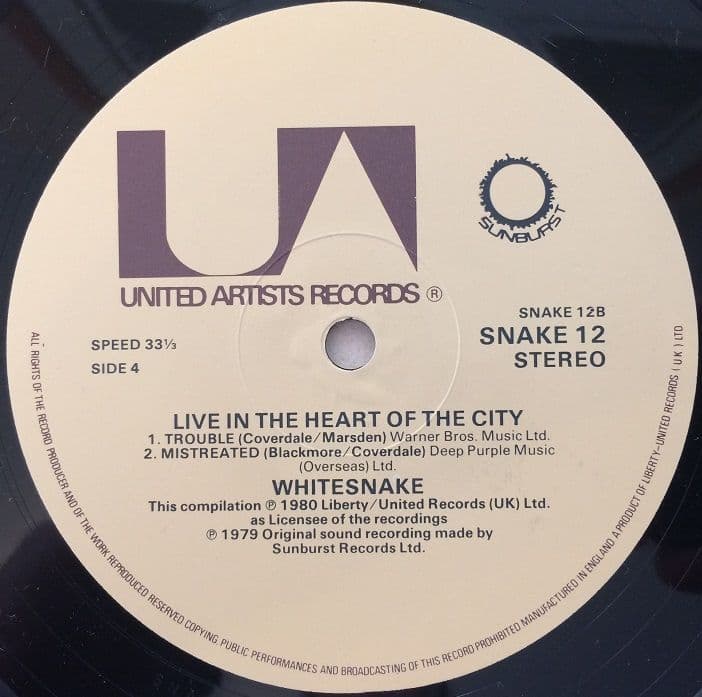 UA
UNITED ARTISTS RECORDS ®
SUNBURST
SPEED 33⅓
SIDE 4
SNAKE 12B
SNAKE 12
STEREO
LIVE IN THE HEART OF THE CITY
1. TROUBLE (Coverdale/Marsden) Warner Bros. Music Ltd.
2. MISTREATED (Blackmore/Coverdale) Deep Purple Music
(Overseas) Ltd.
WHITESNAKE
This compilation ℗ 1980 Liberty/United Records (UK) Ltd.
as Licensee of the recordings
℗ 1979 Original sound recording made by
Sunburst Records Ltd.
ALL RIGHTS OF THE RECORD PRODUCER AND OF THE WORK REPRODUCED RESERVED COPYING, PUBLIC PERFORMANCES AND BROADCASTING OF THIS RECORD PROHIBITED MANUFACTURED IN ENGLAND A PRODUCT OF LIBERTY-UNITED RECORDS (UK) LTD